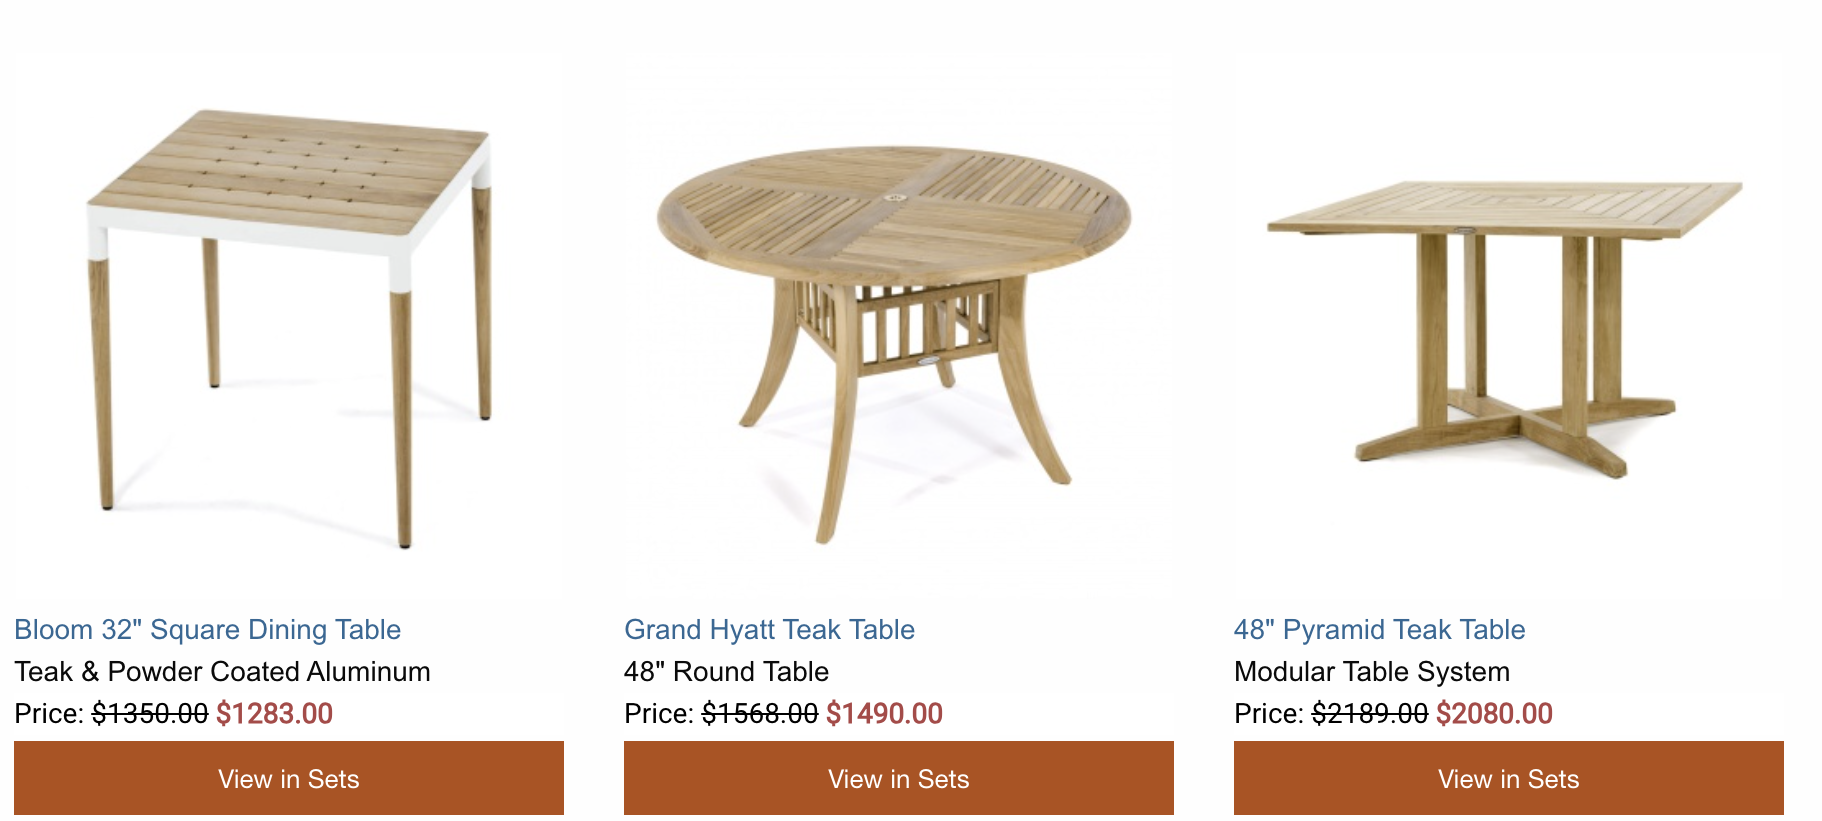 Bloom 32" Square Dining Table
Teak & Powder Coated Aluminum
Price: $1350.00 $1283.00
View in Sets
Grand Hyatt Teak Table
48" Round Table
Price: $1568.00 $1490.00
View in Sets
48" Pyramid Teak Table
Modular Table System
Price: $2189.00 $2080.00
View in Sets